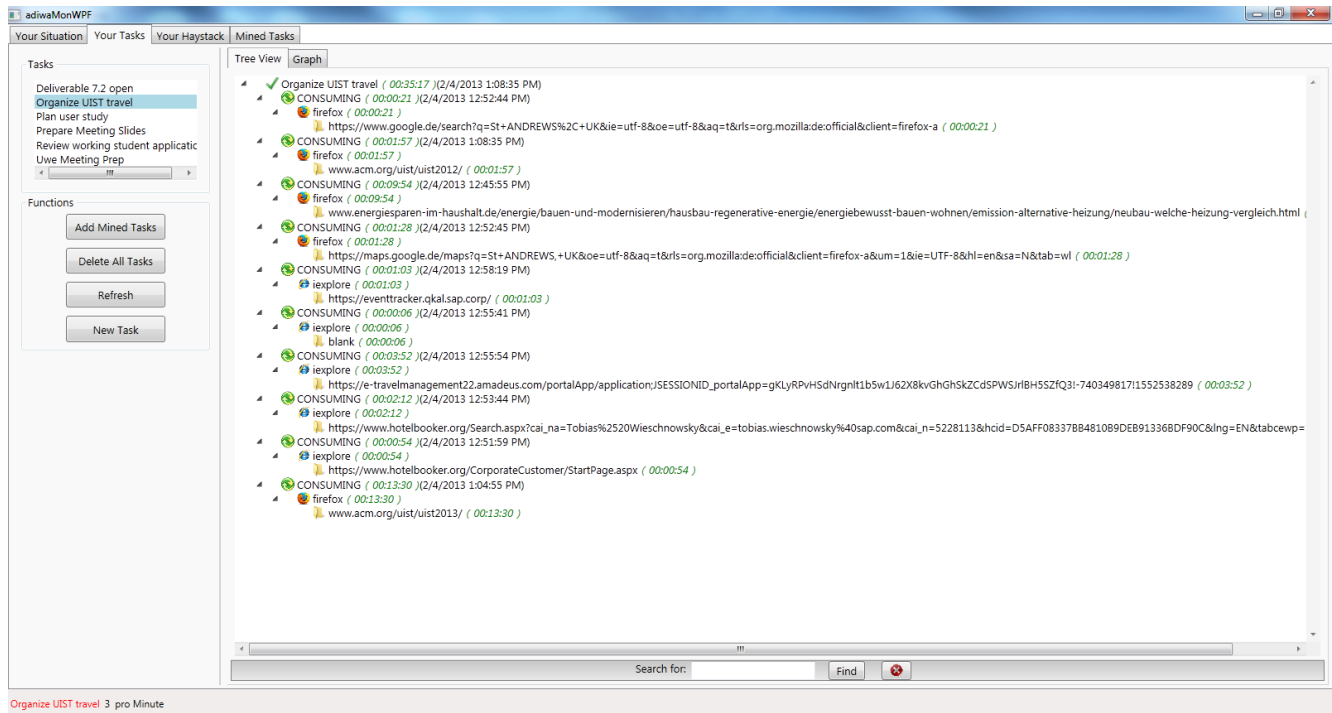 adiwaMonWPF
Your Situation Your Tasks Your Haystack Mined Tasks
Tasks
Deliverable 7.2 open
Organize UIST travel
Plan user study
Prepare Meeting Slides
Review working student applicatic
Uwe Meeting Prep
Functions
Add Mined Tasks
Delete All Tasks
Refresh
New Task
Tree View Graph
Organize UIST travel ( 00:35:17 )(2/4/2013 1:08:35 PM)
CONSUMING ( 00:00:21 )(2/4/2013 12:52:44 PM)
firefox ( 00:00:21 )
https://www.google.de/search?q=St+ANDREWS%2C+UK&ie=utf-8&oe=utf-8&aq=t&rls=org.mozilla:de:official&client=firefox-a ( 00:00:21 )
CONSUMING ( 00:01:57 )(2/4/2013 1:08:35 PM)
firefox ( 00:01:57 )
www.acm.org/uist/uist2012/ ( 00:01:57 )
CONSUMING ( 00:09:54 )(2/4/2013 12:45:55 PM)
firefox ( 00:09:54 )
www.energiesparen-im-haushalt.de/energie/bauen-und-modernisieren/hausbau-regenerative-energie/energiebewusst-bauen-wohnen/emission-alternative-heizung/neubau-welche-heizung-vergleich.html (
CONSUMING ( 00:01:28 )(2/4/2013 12:52:45 PM)
firefox ( 00:01:28 )
https://maps.google.de/maps?q=St+ANDREWS,+UK&oe=utf-8&aq=t&rls=org.mozilla:de:official&client=firefox-a&um=1&ie=UTF-8&hl=en&sa=N&tab=wl ( 00:01:28 )
CONSUMING ( 00:01:03 )(2/4/2013 12:58:19 PM)
iexplore ( 00:01:03 )
https://eventtracker.qkal.sap.corp/ ( 00:01:03 )
CONSUMING ( 00:00:06 )(2/4/2013 12:55:41 PM)
iexplore ( 00:00:06 )
blank ( 00:00:06 )
CONSUMING ( 00:03:52 )(2/4/2013 12:55:54 PM)
iexplore ( 00:03:52 )
https://e-travelmanagement22.amadeus.com/portalApp/application;JSESSIONID_portalApp=gKLyRPvHSdNrgnlt1b5w1J62X8kvGhGhSkZCdSPWSJrlBH5SZfQ3!-740349817!1552538289 ( 00:03:52 )
CONSUMING ( 00:02:12 )(2/4/2013 12:53:44 PM)
iexplore ( 00:02:12 )
https://www.hotelbooker.org/Search.aspx?cai_na=Tobias%2520Wieschnowsky&cai_e=tobias.wieschnowsky%40sap.com&cai_n=5228113&hcid=D5AFF08337BB4810B9DEB91336BDF90C&lng=EN&tabcewp=
CONSUMING ( 00:00:54 )(2/4/2013 12:51:59 PM)
iexplore ( 00:00:54 )
https://www.hotelbooker.org/CorporateCustomer/StartPage.aspx ( 00:00:54 )
CONSUMING ( 00:13:30 )(2/4/2013 1:04:55 PM)
firefox ( 00:13:30 )
www.acm.org/uist/uist2013/ ( 00:13:30 )
Search for: Find
Organize UIST travel 3 pro Minute